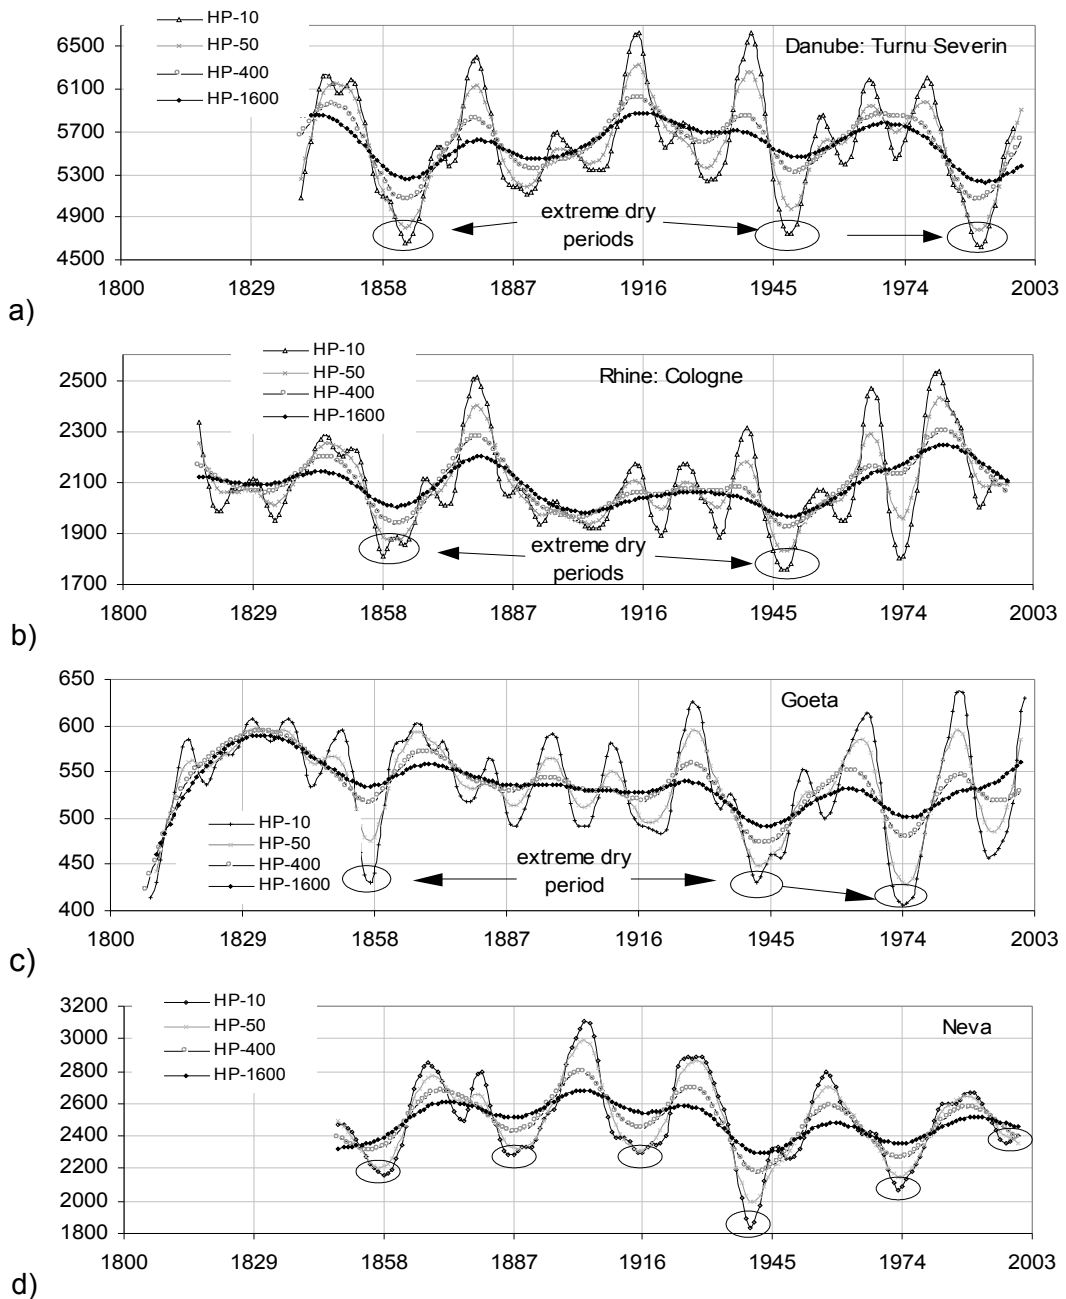 HP-10
HP-50
HP-400
HP-1600
Danube: Turnu Severin
6500
6100
5700
5300
4900
4500
extreme dry
periods
1800 1829 1858 1887 1916 1945 1974 2003
a)
HP-10
HP-50
HP-400
HP-1600
Rhine: Cologne
2500
2300
2100
1900
1700
extreme dry
periods
1800 1829 1858 1887 1916 1945 1974 2003
b)
Goeta
650
600
550
500
450
400
HP-10
HP-50
HP-400
HP-1600
extreme dry
period
1800 1829 1858 1887 1916 1945 1974 2003
c)
HP-10
HP-50
HP-400
HP-1600
Neva
3200
3000
2800
2600
2400
2200
2000
1800
1800 1829 1858 1887 1916 1945 1974 2003
d)